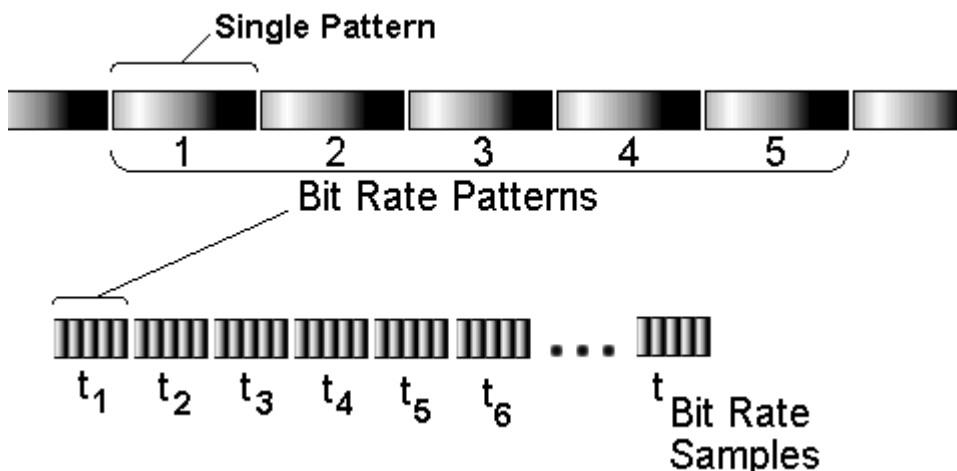 Single Pattern
1 2 3 4 5
Bit Rate Patterns
t1 t2 t3 t4 t5 t6 ... t Bit Rate
Samples